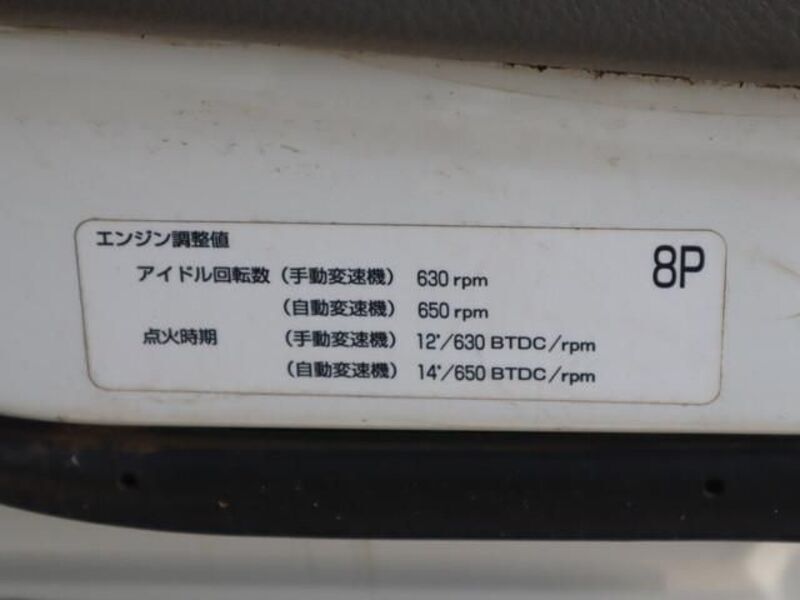 エンジン調整値
8P
アイドル回転数 (手動変速機) 630 rpm
(自動変速機) 650 rpm
点火時期 (手動変速機) 12°/630 BTDC/rpm
(自動変速機) 14°/650 BTDC/rpm